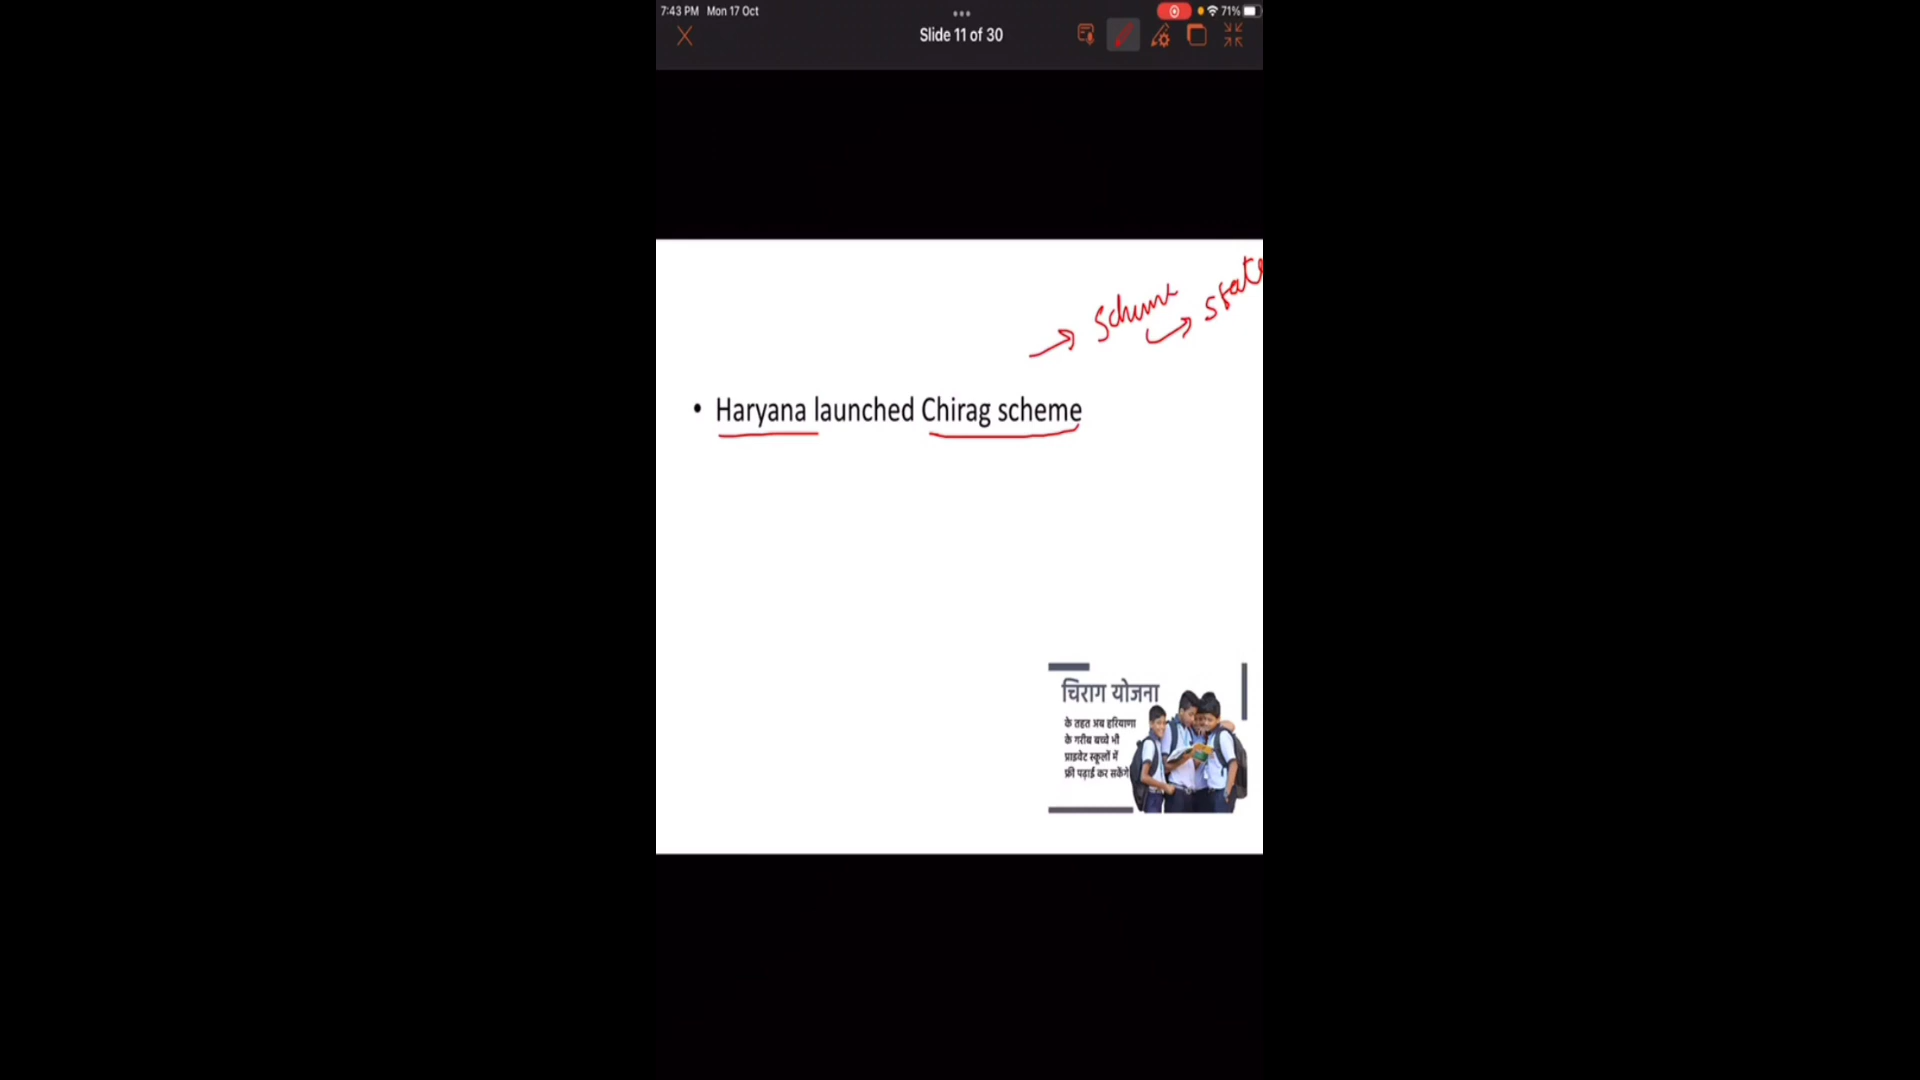 7:43 PM Mon 17 Oct
71%
Slide 11 of 30
Scheme
State
• Haryana launched Chirag scheme
चिराग योजना
के तहत अब हरियाणा
के गरीब बच्चे भी
प्राइवेट स्कूलों में
फ्री पढ़ाई कर सकेंगे